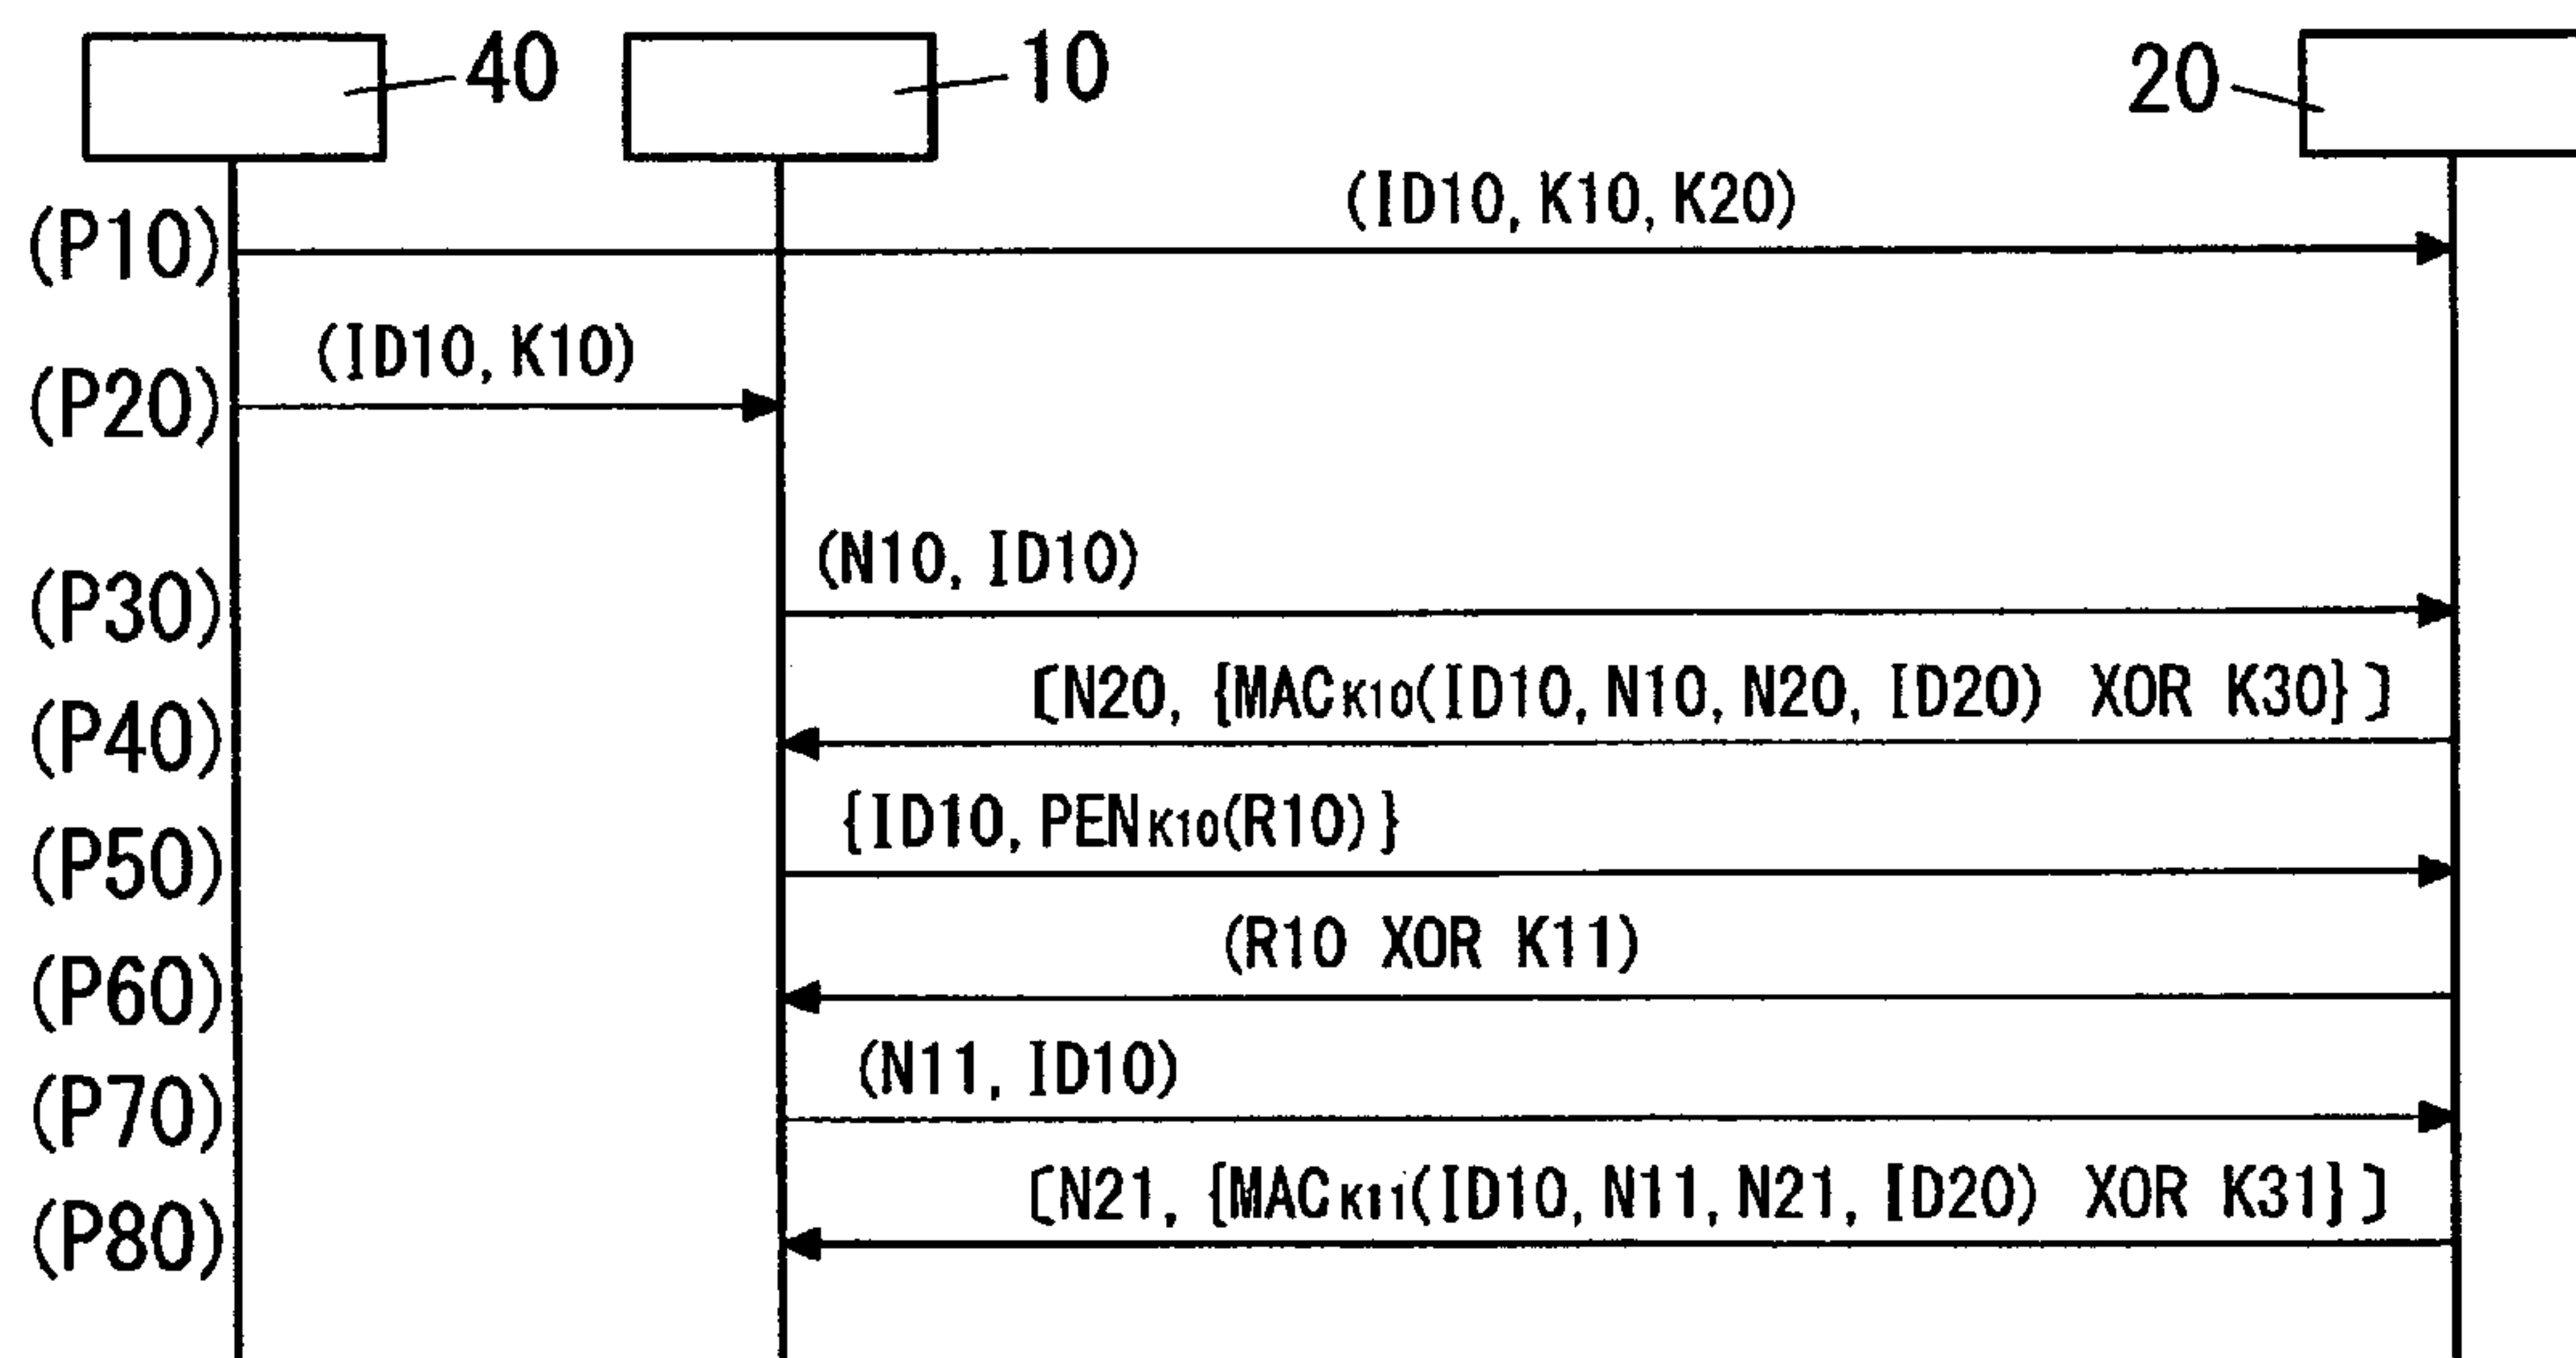 40 10 20
(P10) (ID10, K10, K20)
(P20) (ID10, K10)
(P30) (N10, ID10)
(P40) 〔N20, {MACK10(ID10, N10, N20, ID20) XOR K30}〕
(P50) {ID10, PENK10(R10)}
(P60) (R10 XOR K11)
(P70) (N11, ID10)
(P80) 〔N21, {MACK11(ID10, N11, N21, ID20) XOR K31}〕